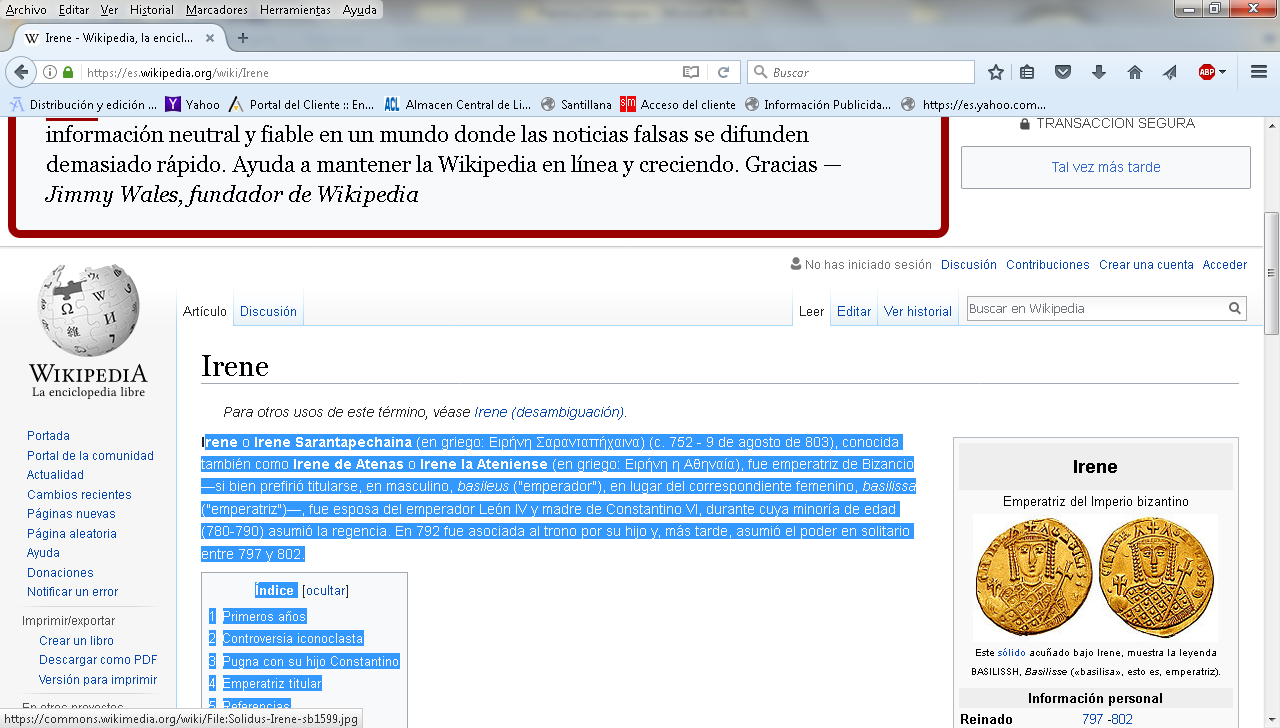 Archivo Editar Ver Historial Marcadores Herramientas Ayuda
Irene - Wikipedia, la encicl...
https://es.wikipedia.org/wiki/Irene
Buscar
ABP
Distribución y edición ... Yahoo Portal del Cliente :: En... ACL Almacen Central de Li... Santillana sm Acceso del cliente Información Publicida... https://es.yahoo.com...
información neutral y fiable en un mundo donde las noticias falsas se difunden
demasiado rápido. Ayuda a mantener la Wikipedia en línea y creciendo. Gracias —
Jimmy Wales, fundador de Wikipedia
TRANSACCIÓN SEGURA
Tal vez más tarde
No has iniciado sesión Discusión Contribuciones Crear una cuenta Acceder
Artículo Discusión Leer Editar Ver historial Buscar en Wikipedia
WIKIPEDIA
La enciclopedia libre
Portada
Portal de la comunidad
Actualidad
Cambios recientes
Páginas nuevas
Página aleatoria
Ayuda
Donaciones
Notificar un error
Imprimir/exportar
Crear un libro
Descargar como PDF
Versión para imprimir
En otros proyectos
Irene
Para otros usos de este término, véase Irene (desambiguación).
Irene o Irene Sarantapechaina (en griego: Ειρήνη Σαρανταπήχαινα) (c. 752 - 9 de agosto de 803), conocida
también como Irene de Atenas o Irene la Ateniense (en griego: Ειρήνη η Αθηναία), fue emperatriz de Bizancio
—si bien prefirió titularse, en masculino, basileus ("emperador"), en lugar del correspondiente femenino, basilissa
("emperatriz")—, fue esposa del emperador León IV y madre de Constantino VI, durante cuya minoría de edad
(780-790) asumió la regencia. En 792 fue asociada al trono por su hijo y, más tarde, asumió el poder en solitario
entre 797 y 802.
Índice [ocultar]
1 Primeros años
2 Controversia iconoclasta
3 Pugna con su hijo Constantino
4 Emperatriz titular
5 Referencias
Irene
Emperatriz del Imperio bizantino
Este sólido acuñado bajo Irene, muestra la leyenda
BASILISSH, Basilisse («basilisa», esto es, emperatriz).
Información personal
Reinado 797 -802
https://commons.wikimedia.org/wiki/File:Solidus-Irene-sb1599.jpg